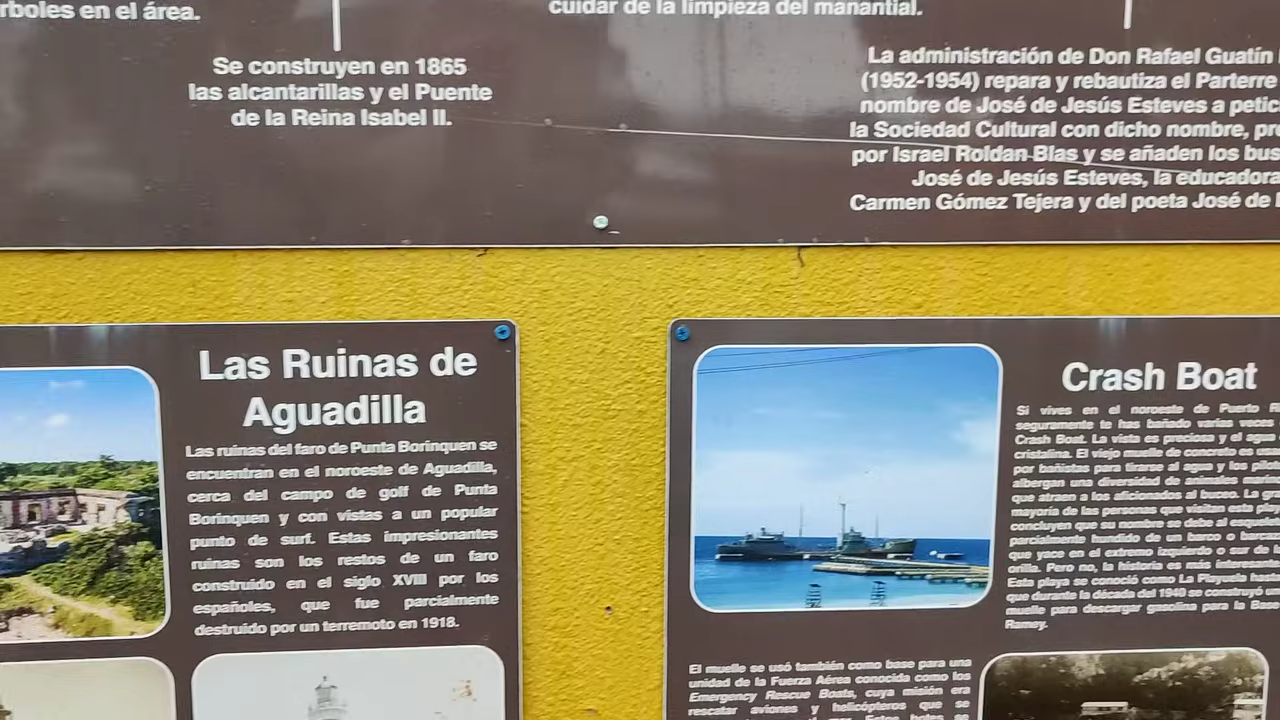 rboles en el área.
cuidar de la limpieza del manantial.
Se construyen en 1865
las alcantarillas y el Puente
de la Reina Isabel II.
La administración de Don Rafael Guatín
(1952-1954) repara y rebautiza el Parterre
nombre de José de Jesús Esteves a petic
la Sociedad Cultural con dicho nombre, pre
por Israel Roldan Blas y se añaden los bus
José de Jesús Esteves, la educadora
Carmen Gómez Tejera y del poeta José de
Las Ruinas de
Aguadilla
Las ruinas del faro de Punta Borinquen se
encuentran en el noroeste de Aguadilla,
cerca del campo de golf de Punta
Borinquen y con vistas a un popular
punto de surf. Estas impresionantes
ruinas son los restos de un faro
construido en el siglo XVIII por los
españoles, que fue parcialmente
destruido por un terremoto en 1918.
Crash Boat
Si vives en el noroeste de Puerto
seguramente te has bañado varias veces
Crash Boat. La vista es preciosa y el agua
cristalina. El viejo muelle de concreto es
por bañistas para tirarse al agua y los
albergan una diversidad de animales
que atraen a los aficionados al buceo. La
mayoría de las personas que visitan esta
concluyen que su nombre se debe al
parcialmente hundido de un barco o
que yace en el extremo izquierdo o sur de
orilla. Pero no, la historia es más
Esta playa se conoció como La Playuela
que durante la década del 1940 se construyó
muelle para descargar gasolina para la Base
Ramey.
El muelle se usó también como base para una
unidad de la Fuerza Aérea conocida como los
Emergency Rescue Boats, cuya misión era
rescatar aviones y helicópteros que se